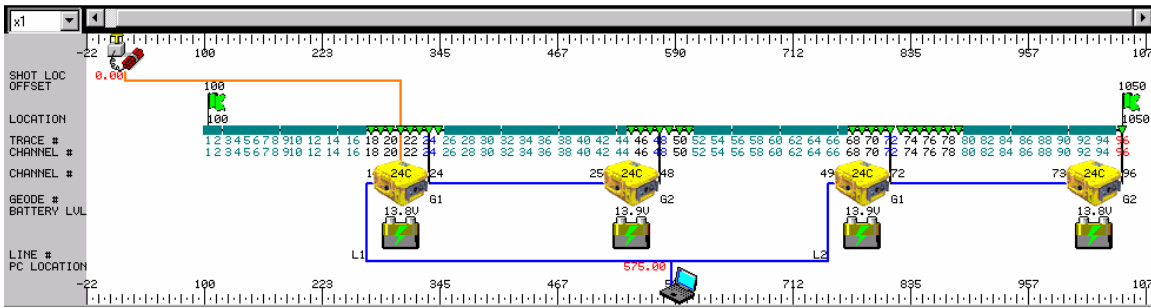 x1
-22 100 223 345 467 590 712 835 957 107
SHOT LOC 0.00
OFFSET 100 1050
LOCATION 100 1050
TRACE # 1 2 3 4 5 6 7 8 9 10 12 14 16 18 20 22 24 26 28 30 32 34 36 38 40 42 44 46 48 50 52 54 56 58 60 62 64 66 68 70 72 74 76 78 80 82 84 86 88 90 92 94 96
CHANNEL # 1 2 3 4 5 6 7 8 9 10 12 14 16 18 20 22 24 26 28 30 32 34 36 38 40 42 44 46 48 50 52 54 56 58 60 62 64 66 68 70 72 74 76 78 80 82 84 86 88 90 92 94 96
CHANNEL # 1 24C 24 25 24C 48 49 24C 72 73 24C 96
GEODE # G1 G2 G1 G2
BATTERY LVL 13.8V 13.9V 13.9V 13.8V
LINE # L1 L2
PC LOCATION 575.00
-22 100 223 345 467 712 835 957 107